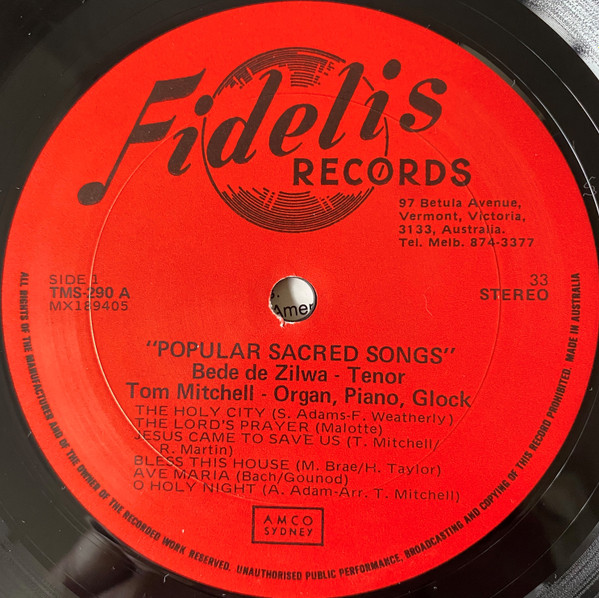 Fidelis
RECORDS
97 Betula Avenue,
Vermont, Victoria,
3133, Australia.
Tel. Melb. 874-3377
SIDE 1
TMS-290 A
MX189405
33
STEREO
"POPULAR SACRED SONGS"
Bede de Zilwa - Tenor
Tom Mitchell - Organ, Piano, Glock
THE HOLY CITY (S. Adams-F. Weatherly)
THE LORD'S PRAYER (Malotte)
JESUS CAME TO SAVE US (T. Mitchell/
R. Martin)
BLESS THIS HOUSE (M. Brae/H. Taylor)
AVE MARIA (Bach/Gounod)
O HOLY NIGHT (A. Adam-Arr. T. Mitchell)
AMCO
SYDNEY
ALL RIGHTS OF THE MANUFACTURER AND OF THE OWNER OF THE RECORDED WORK RESERVED. UNAUTHORISED PUBLIC PERFORMANCE, BROADCASTING AND COPYING OF THIS RECORD PROHIBITED. MADE IN AUSTRALIA